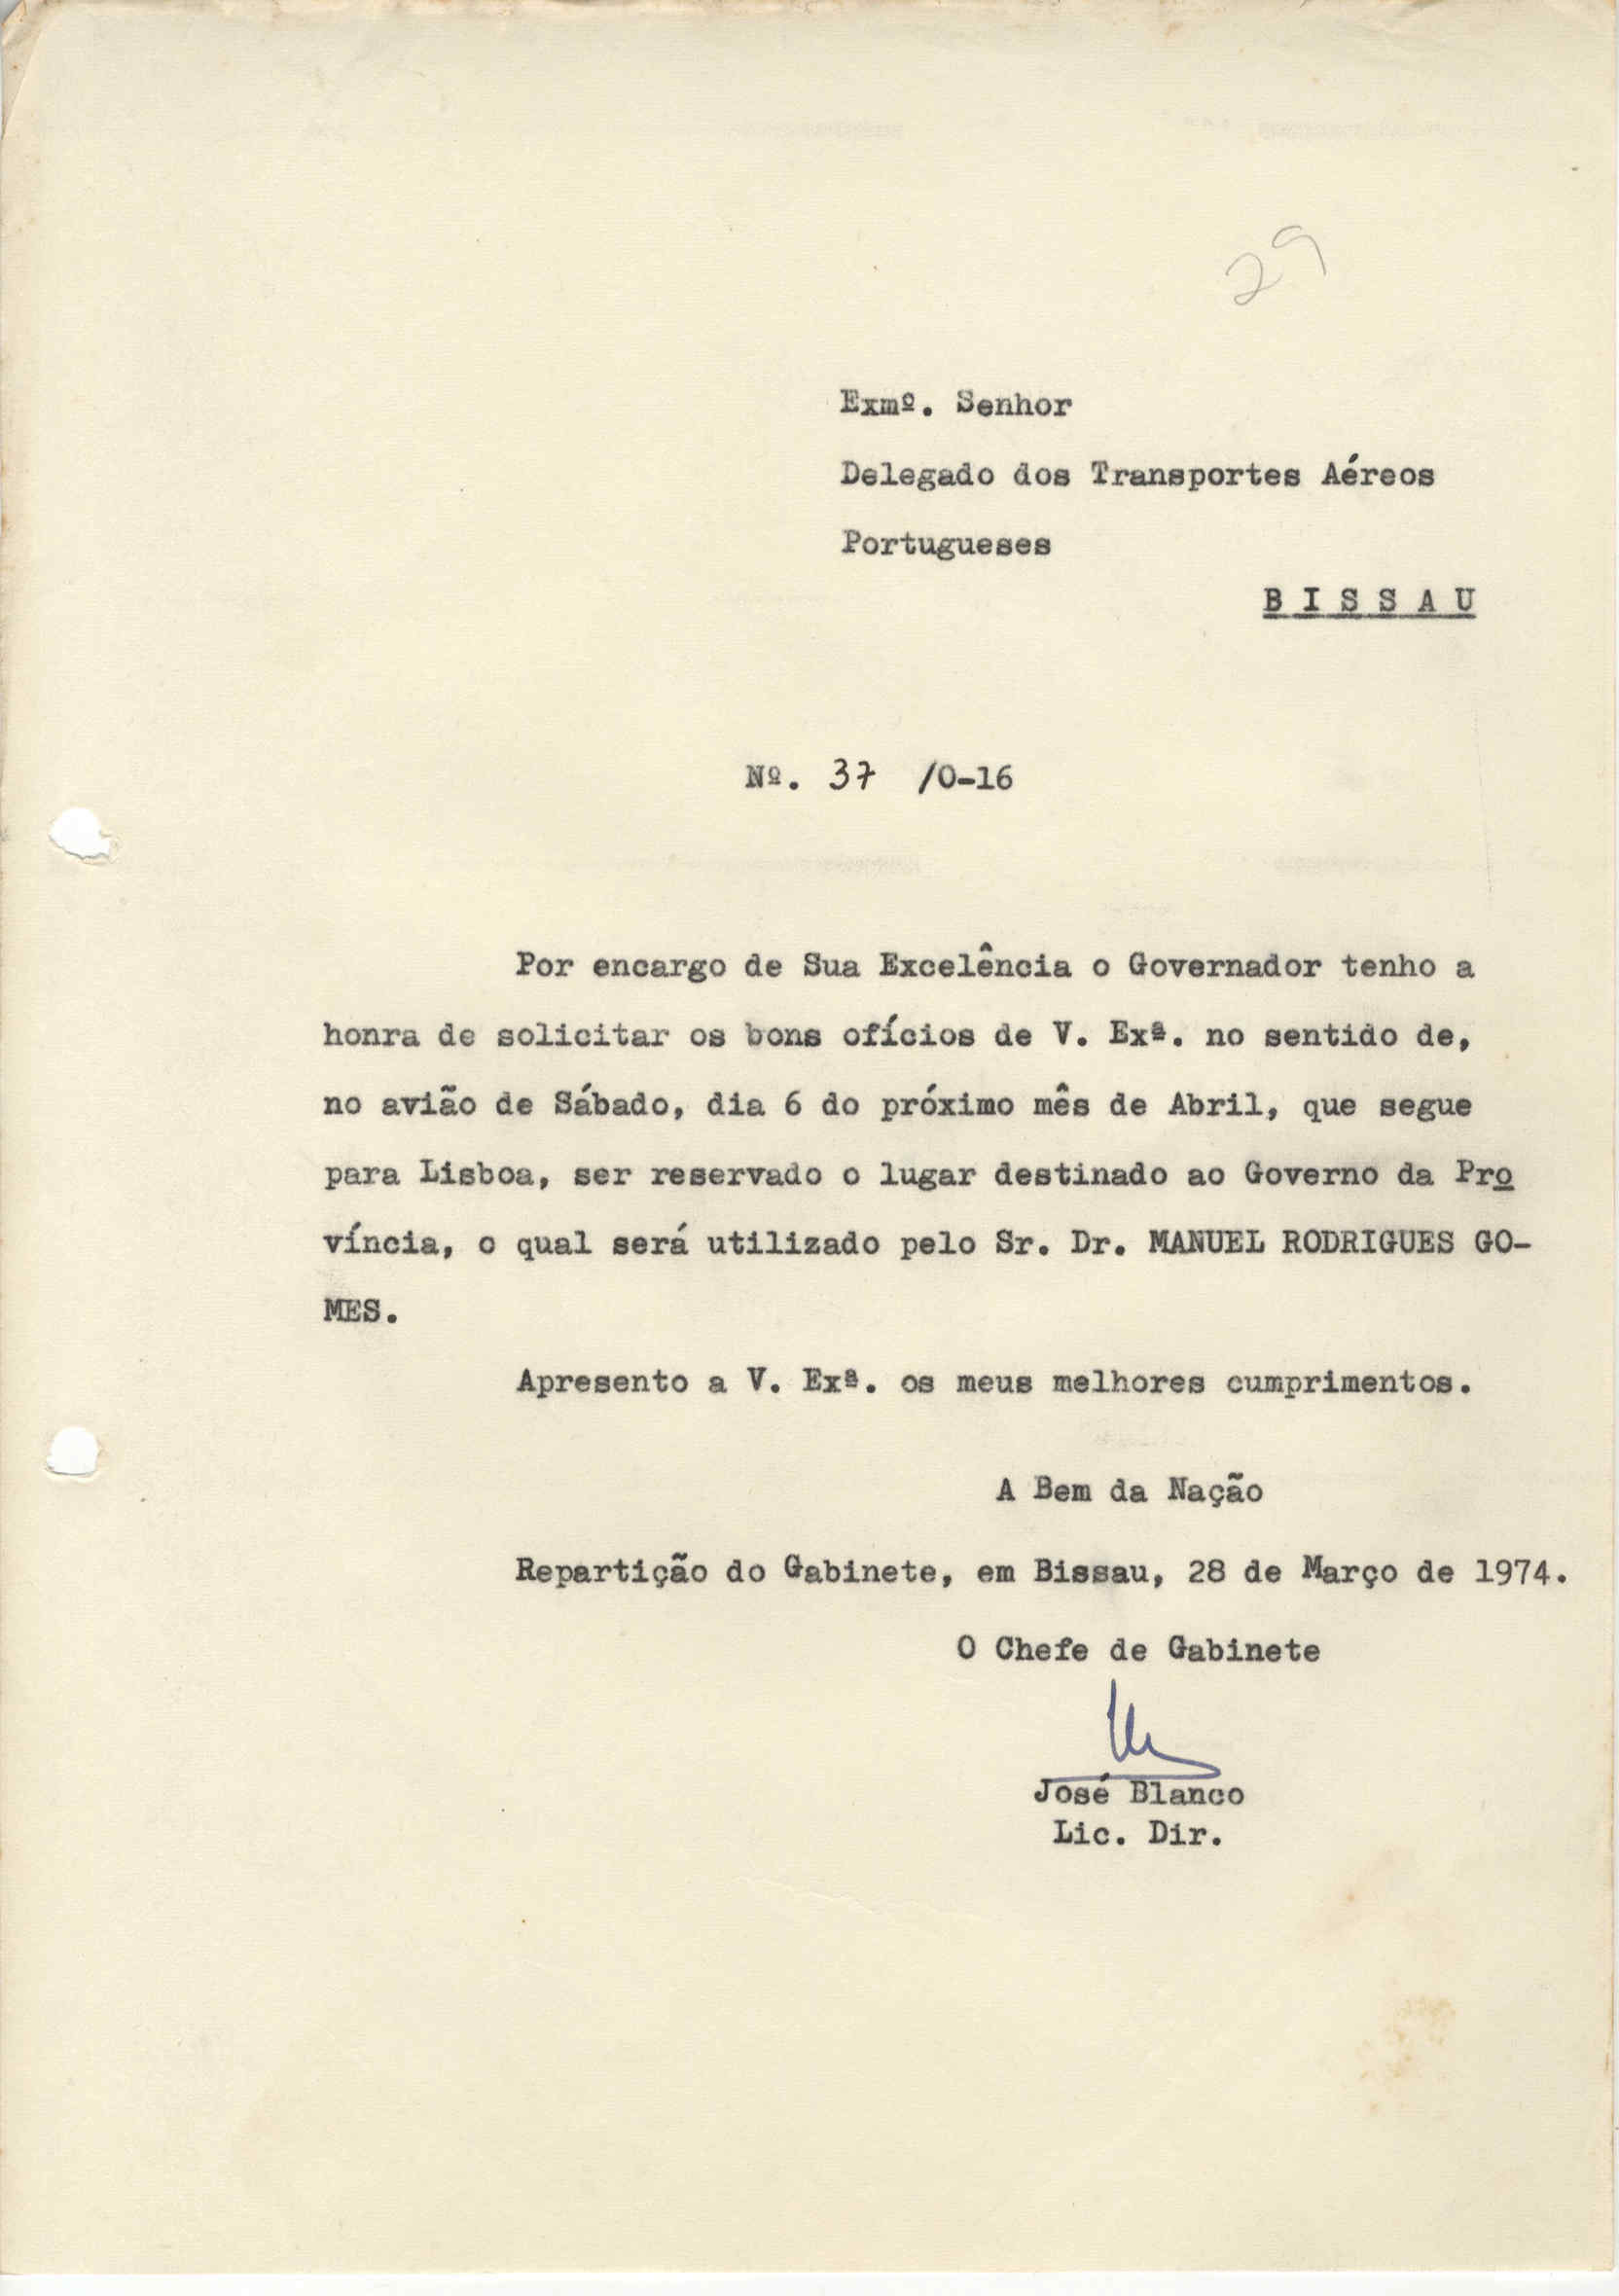 29
Exmº. Senhor
Delegado dos Transportes Aéreos
Portugueses
B I S S A U
Nº. 37 /0-16
Por encargo de Sua Excelência o Governador tenho a
honra de solicitar os bons ofícios de V. Exª. no sentido de,
no avião de Sábado, dia 6 do próximo mês de Abril, que segue
para Lisboa, ser reservado o lugar destinado ao Governo da Pro
víncia, o qual será utilizado pelo Sr. Dr. MANUEL RODRIGUES GO-
MES.
Apresento a V. Exª. os meus melhores cumprimentos.
A Bem da Nação
Repartição do Gabinete, em Bissau, 28 de Março de 1974.
O Chefe de Gabinete
José Blanco
Lic. Dir.